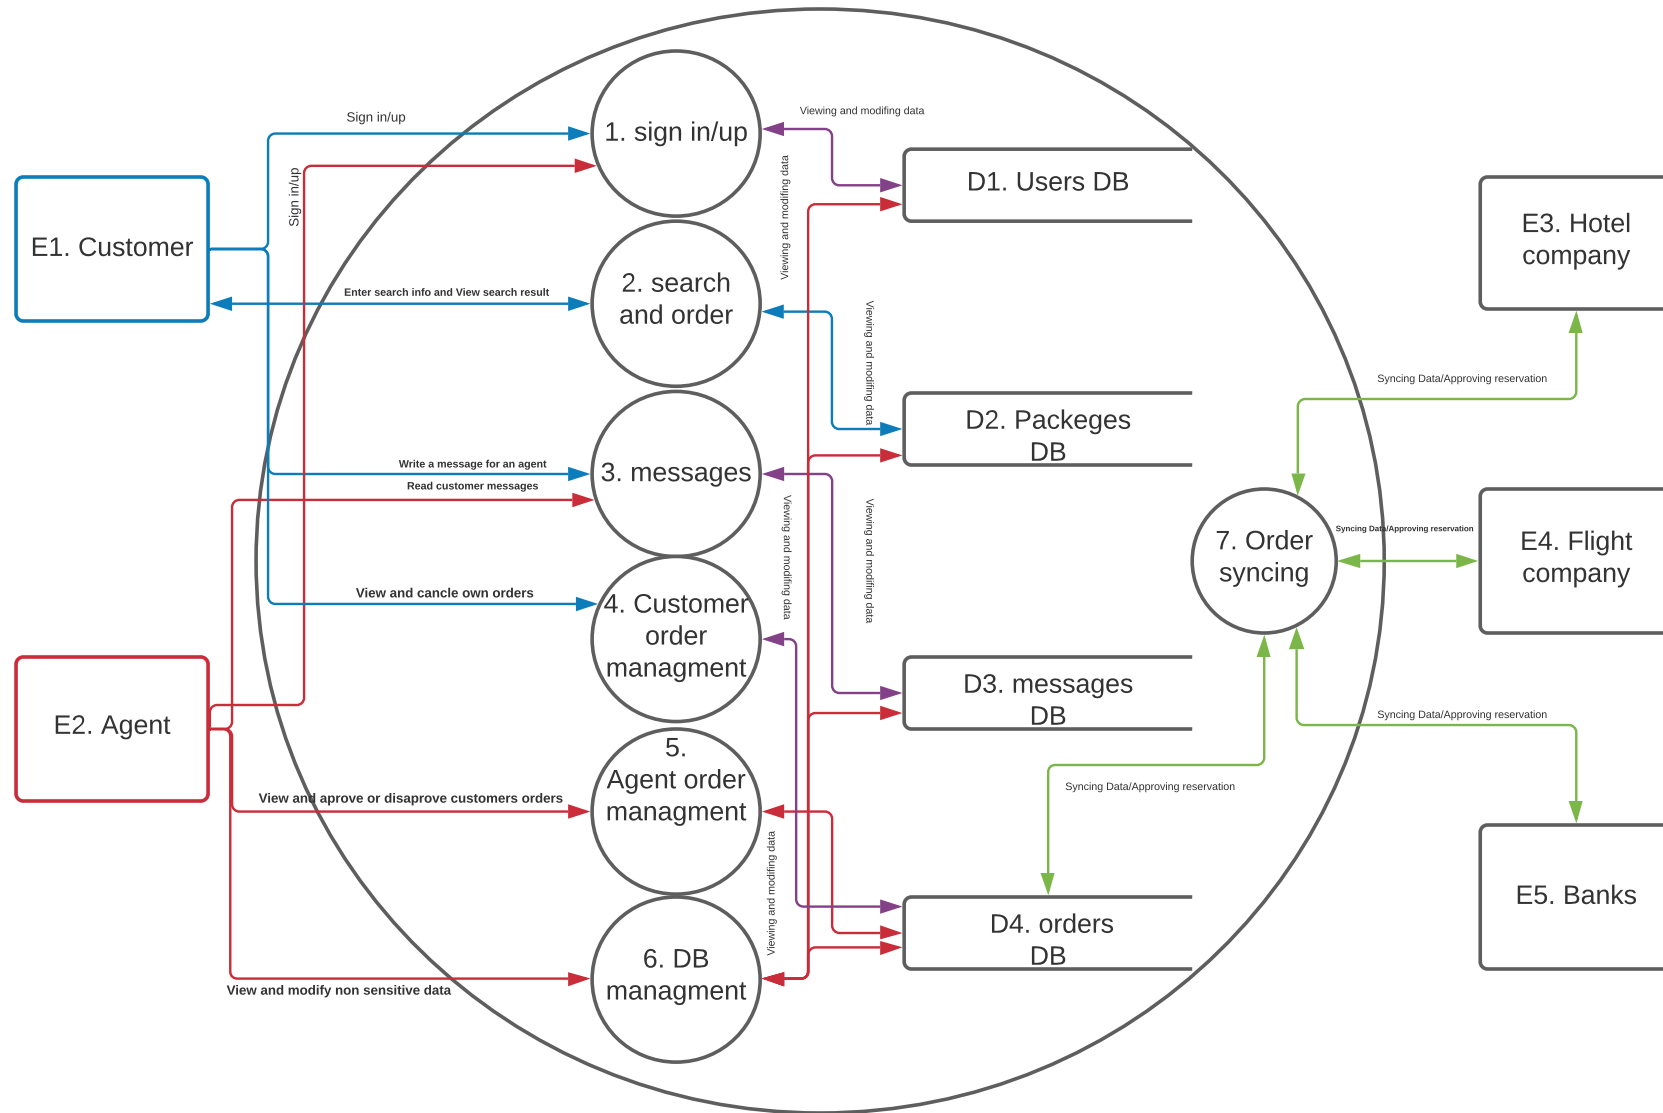 Sign in/up
Sign in/up
E1. Customer
Enter search info and View search result
Write a message for an agent
Read customer messages
View and cancle own orders
E2. Agent
View and aprove or disaprove customers orders
View and modify non sensitive data
1. sign in/up
2. search
and order
3. messages
4. Customer
order
managment
5.
Agent order
managment
6. DB
managment
Viewing and modifing data
Viewing and modifing data
Viewing and modifing data
Viewing and modifing data
Viewing and modifing data
Viewing and modifing data
D1. Users DB
D2. Packeges
DB
D3. messages
DB
D4. orders
DB
7. Order
syncing
Syncing Data/Approving reservation
Syncing Data/Approving reservation
Syncing Data/Approving reservation
Syncing Data/Approving reservation
E3. Hotel
company
E4. Flight
company
E5. Banks